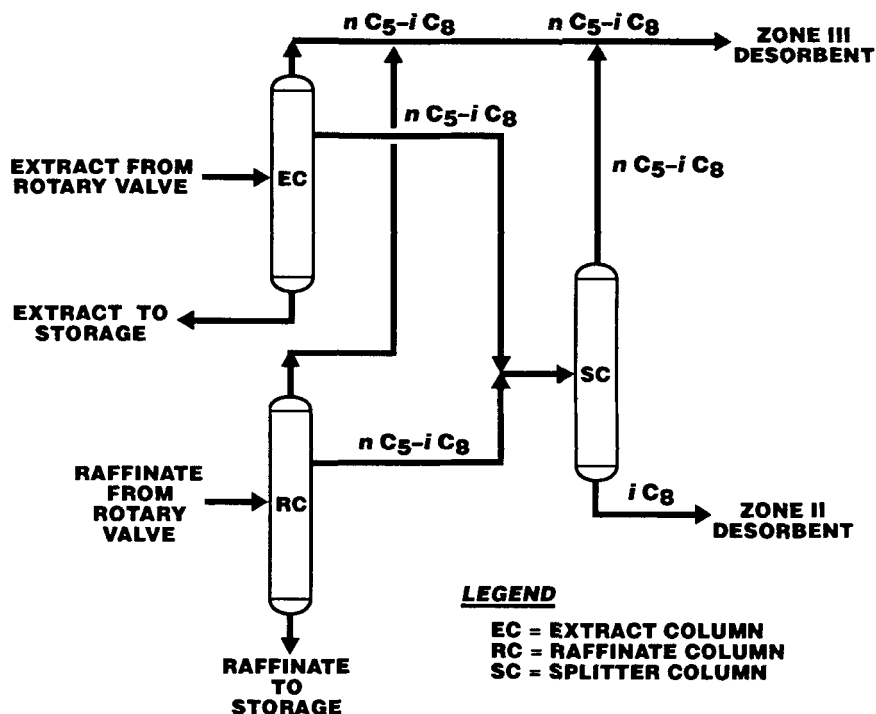 n C5–i C8
n C5–i C8
ZONE III
DESORBENT
n C5–i C8
EXTRACT FROM
ROTARY VALVE
EC
n C5–i C8
EXTRACT TO
STORAGE
SC
n C5–i C8
RAFFINATE
FROM
ROTARY
VALVE
RC
i C8
ZONE II
DESORBENT
LEGEND
EC = EXTRACT COLUMN
RC = RAFFINATE COLUMN
SC = SPLITTER COLUMN
RAFFINATE
TO
STORAGE